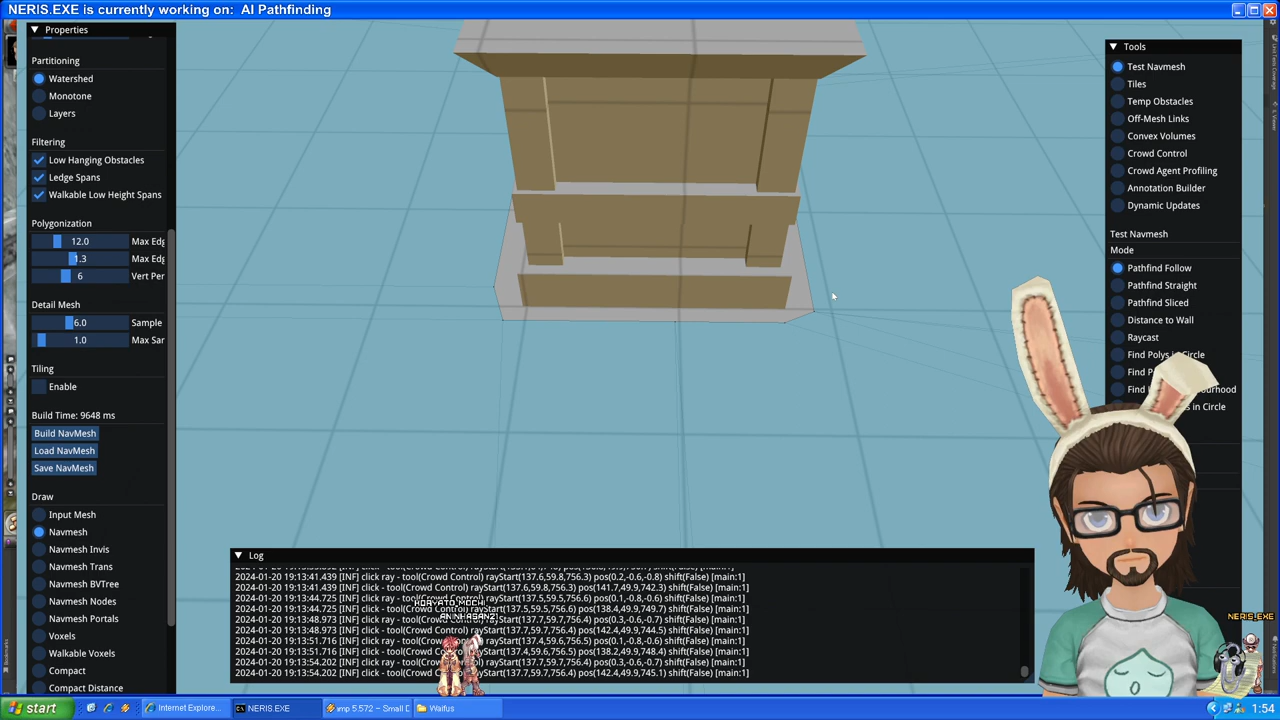 NERIS.EXE is currently working on: AI Pathfinding
Properties
Partitioning
Watershed
Monotone
Layers
Filtering
Low Hanging Obstacles
Ledge Spans
Walkable Low Height Spans
Polygonization
12.0 Max Edg
1.3 Max Edg
6 Vert Per
Detail Mesh
6.0 Sample
1.0 Max Sar
Tiling
Enable
Build Time: 9648 ms
Build NavMesh
Load NavMesh
Save NavMesh
Draw
Input Mesh
Navmesh
Navmesh Invis
Navmesh Trans
Navmesh BVTree
Navmesh Nodes
Navmesh Portals
Voxels
Walkable Voxels
Compact
Compact Distance
Tools
Test Navmesh
Tiles
Temp Obstacles
Off-Mesh Links
Convex Volumes
Crowd Control
Crowd Agent Profiling
Annotation Builder
Dynamic Updates
Test Navmesh
Mode
Pathfind Follow
Pathfind Straight
Pathfind Sliced
Distance to Wall
Raycast
Find Polys in Circle
Find P
Find
ourhood
s in Circle
Log
2024-01-20 19:13:41.439 [INF] click ray - tool(Crowd Control) rayStart(137.6,59.8,756.3) pos(0.2,-0.6,-0.8) shift(False) [main:1]
2024-01-20 19:13:41.439 [INF] click - tool(Crowd Control) rayStart(137.6,59.8,756.3) pos(141.7,49.9,742.3) shift(False) [main:1]
2024-01-20 19:13:44.725 [INF] click ray - tool(Crowd Control) rayStart(137.5,59.5,756.6) pos(0.1,-0.8,-0.6) shift(False) [main:1]
2024-01-20 19:13:44.725 [INF] click - tool(Crowd Control) rayStart(137.5,59.5,756.6) pos(138.4,49.9,749.7) shift(False) [main:1]
2024-01-20 19:13:48.973 [INF] click ray - tool(Crowd Control) rayStart(137.7,59.7,756.4) pos(0.3,-0.6,-0.7) shift(False) [main:1]
2024-01-20 19:13:48.973 [INF] click - tool(Crowd Control) rayStart(137.7,59.7,756.4) pos(142.4,49.9,744.5) shift(False) [main:1]
2024-01-20 19:13:51.716 [INF] click ray - tool(Crowd Control) rayStart(137.4,59.6,756.5) pos(0.1,-0.8,-0.6) shift(False) [main:1]
2024-01-20 19:13:51.716 [INF] click - tool(Crowd Control) rayStart(137.4,59.6,756.5) pos(138.2,49.9,748.4) shift(False) [main:1]
2024-01-20 19:13:54.202 [INF] click ray - tool(Crowd Control) rayStart(137.7,59.7,756.4) pos(0.3,-0.6,-0.7) shift(False) [main:1]
2024-01-20 19:13:54.202 [INF] click - tool(Crowd Control) rayStart(137.7,59.7,756.4) pos(142.4,49.9,745.1) shift(False) [main:1]
NERIS.EXE
start
Internet Explore...
NERIS.EXE
Waifus
1:54